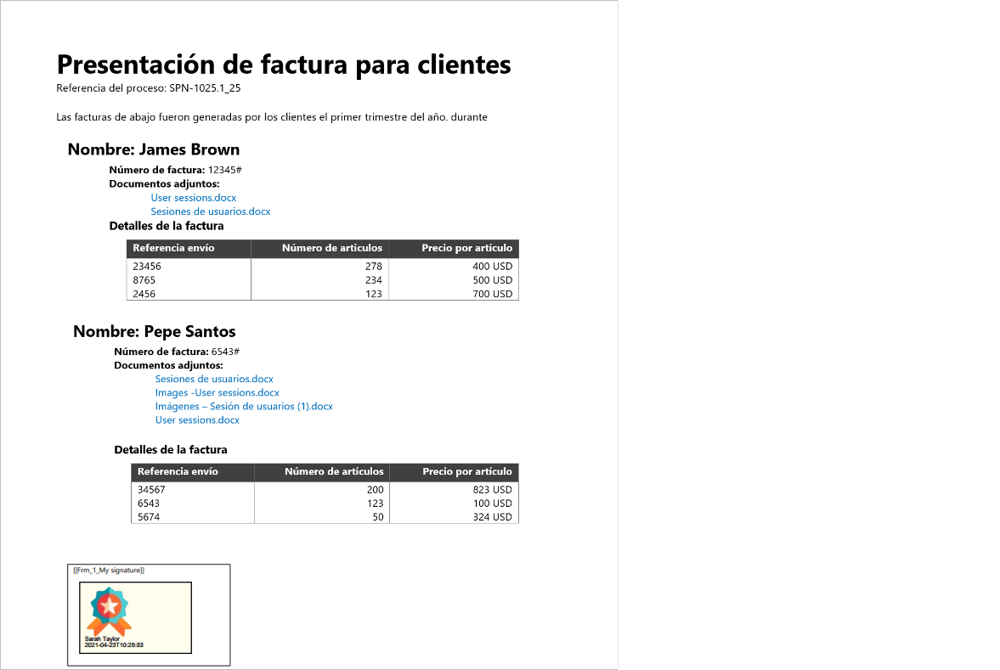 Presentación de factura para clientes
Referencia del proceso: SPN-1025.1_25
Las facturas de abajo fueron generadas por los clientes el primer trimestre del año. durante
Nombre: James Brown
Número de factura: 12345#
Documentos adjuntos:
User sessions.docx
Sesiones de usuarios.docx
Detalles de la factura
Referencia envío Número de articulos Precio por artículo
23456 278 400 USD
8765 234 500 USD
2456 123 700 USD
Nombre: Pepe Santos
Número de factura: 6543#
Documentos adjuntos:
Sesiones de usuarios.docx
Images -User sessions.docx
Imágenes – Sesión de usuarios (1).docx
User sessions.docx
Detalles de la factura
Referencia envío Número de articulos Precio por artículo
34567 200 823 USD
6543 123 100 USD
5674 50 324 USD
[[Frm_1_My signature]]
Sarah Taylor